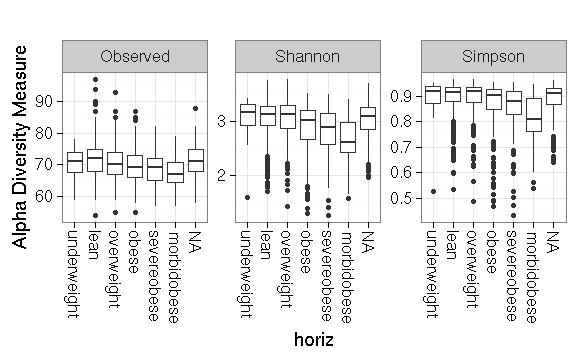 Observed
Shannon
Simpson
Alpha Diversity Measure
90
80
70
60
3
2
0.9
0.8
0.7
0.6
0.5
underweight
lean
overweight
obese
severeobese
morbidobese
NA
underweight
lean
overweight
obese
severeobese
morbidobese
NA
underweight
lean
overweight
obese
severeobese
morbidobese
NA
horiz